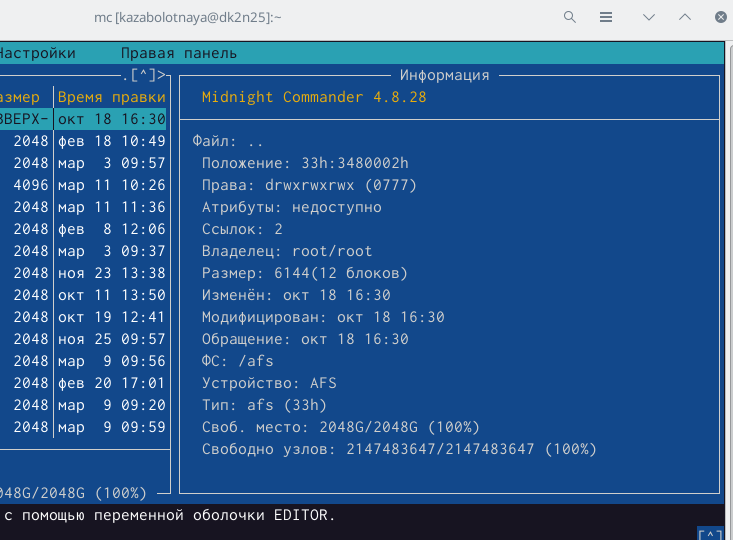 mc [kazabolotnaya@dk2n25]:~
Настройки Правая панель
.[^]> Информация
азмер Время правки Midnight Commander 4.8.28
ВВЕРХ- окт 18 16:30
2048 фев 18 10:49 Файл: ..
2048 мар 3 09:57 Положение: 33h:3480002h
4096 мар 11 10:26 Права: drwxrwxrwx (0777)
2048 мар 11 11:36 Атрибуты: недоступно
2048 фев 8 12:06 Ссылок: 2
2048 мар 3 09:37 Владелец: root/root
2048 ноя 23 13:38 Размер: 6144(12 блоков)
2048 окт 11 13:50 Изменён: окт 18 16:30
2048 окт 19 12:41 Модифицирован: окт 18 16:30
2048 ноя 25 09:57 Обращение: окт 18 16:30
2048 мар 9 09:56 ФС: /afs
2048 фев 20 17:01 Устройство: AFS
2048 мар 9 09:20 Тип: afs (33h)
2048 мар 9 09:59 Своб. место: 2048G/2048G (100%)
Свободно узлов: 2147483647/2147483647 (100%)
048G/2048G (100%)
с помощью переменной оболочки EDITOR.
[^]